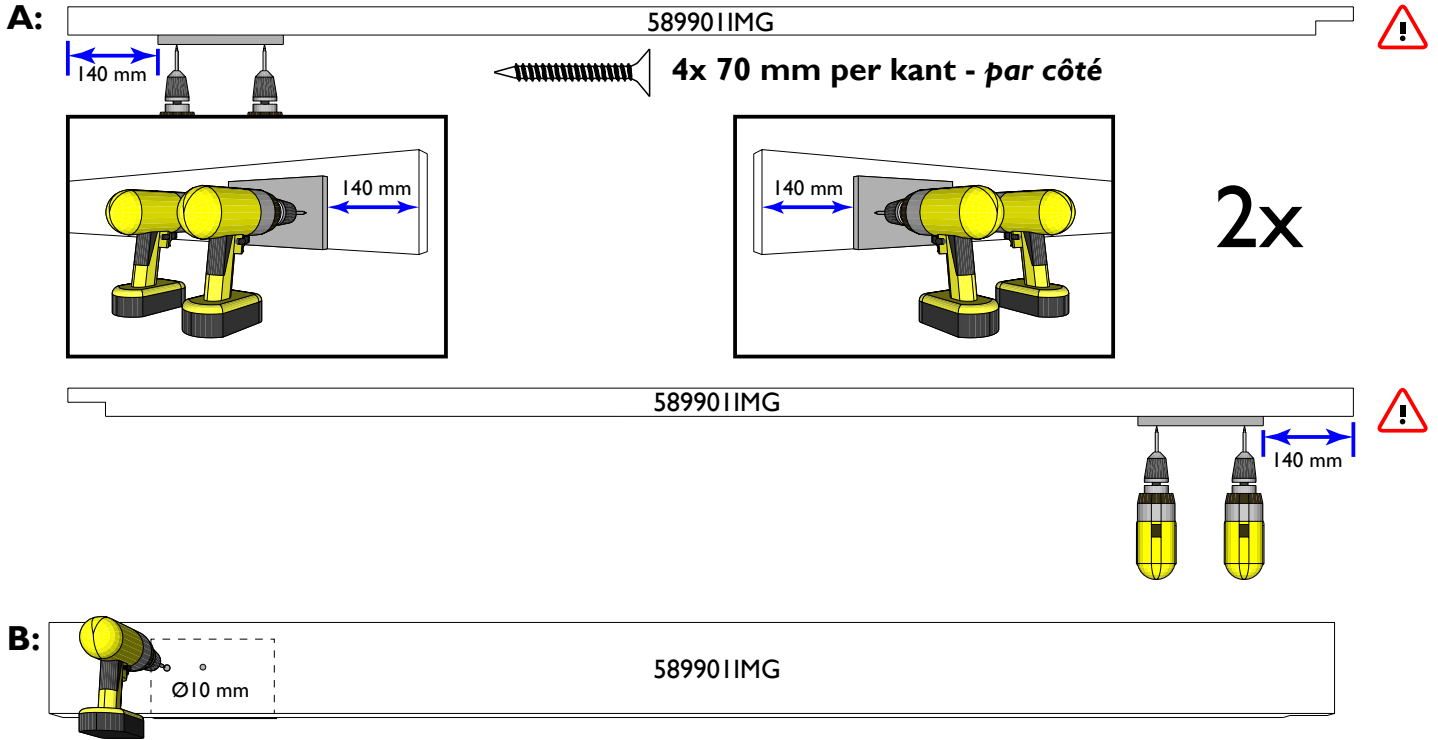 A:
589901IMG
140 mm
4x 70 mm per kant - par côté
140 mm
140 mm
2x
589901IMG
140 mm
B:
589901IMG
Ø10 mm